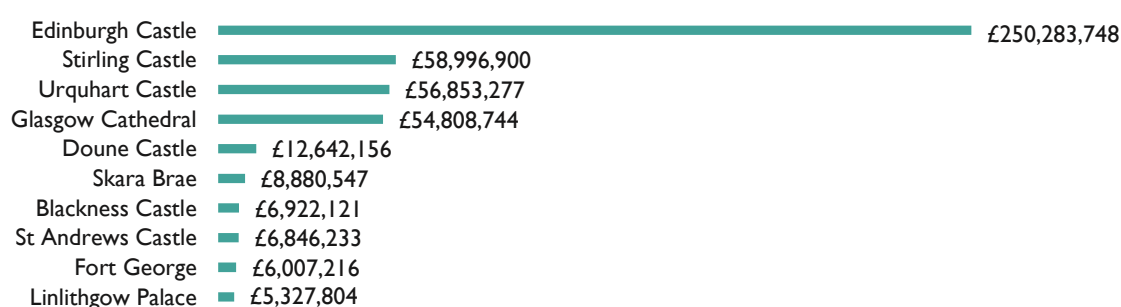 Edinburgh Castle £250,283,748
Stirling Castle £58,996,900
Urquhart Castle £56,853,277
Glasgow Cathedral £54,808,744
Doune Castle £12,642,156
Skara Brae £8,880,547
Blackness Castle £6,922,121
St Andrews Castle £6,846,233
Fort George £6,007,216
Linlithgow Palace £5,327,804